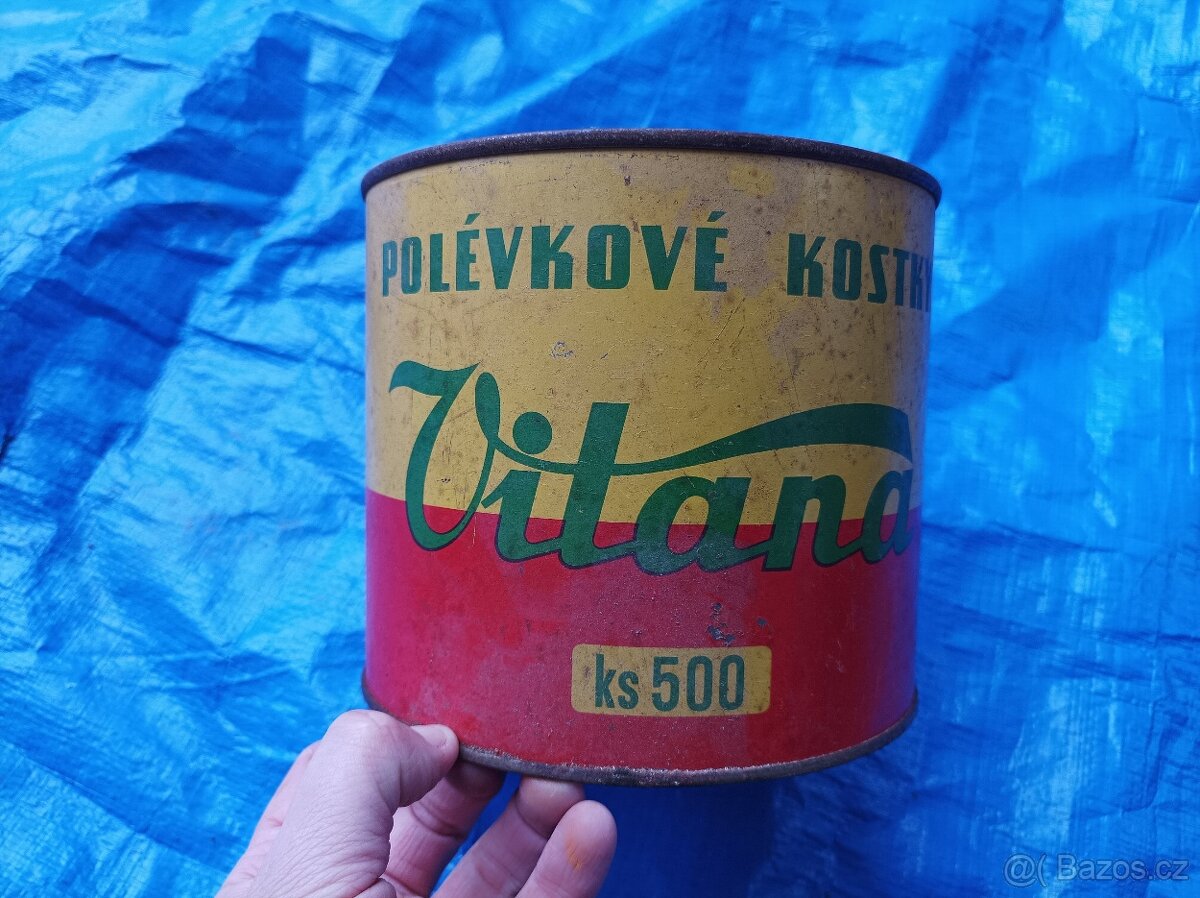 POLÉVKOVÉ KOSTKY
Vitana
ks 500
@( Bazos.cz